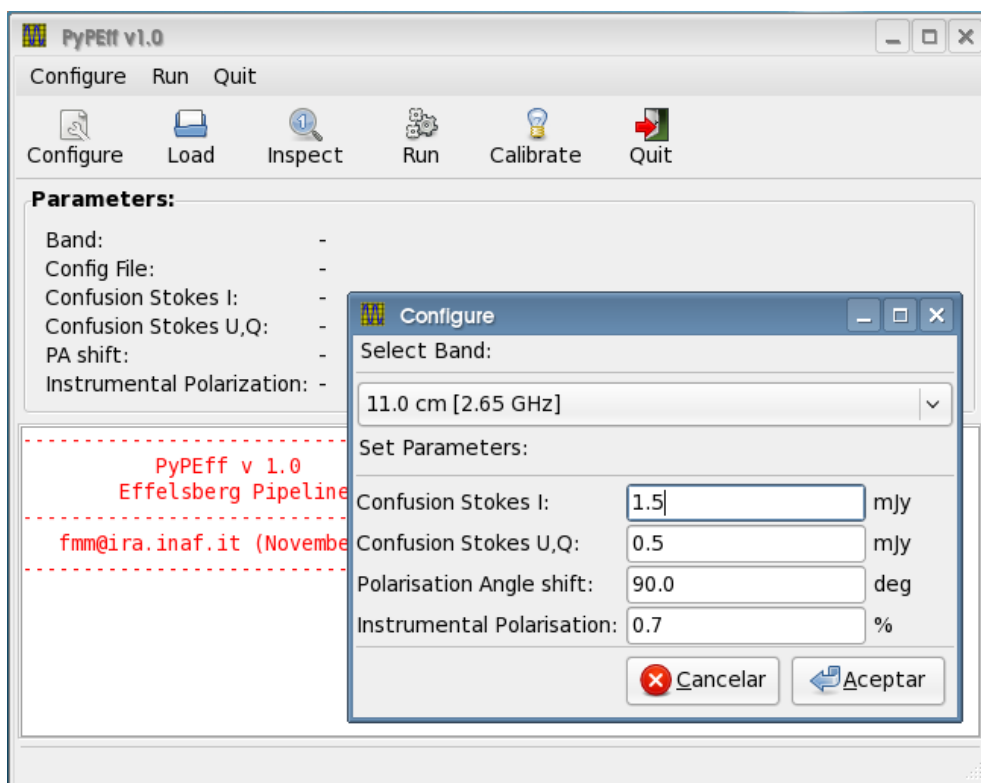 PyPEff v1.0
Configure Run Quit
Configure Load Inspect Run Calibrate Quit
Parameters:
Band: -
Config File: -
Confusion Stokes I: -
Confusion Stokes U,Q: -
PA shift: -
Instrumental Polarization: -
PyPEff v 1.0
Effelsberg Pipeline
fmm@ira.inaf.it (Novembe
Configure
Select Band:
11.0 cm [2.65 GHz]
Set Parameters:
Confusion Stokes I: 1.5 mJy
Confusion Stokes U,Q: 0.5 mJy
Polarisation Angle shift: 90.0 deg
Instrumental Polarisation: 0.7 %
Cancelar Aceptar